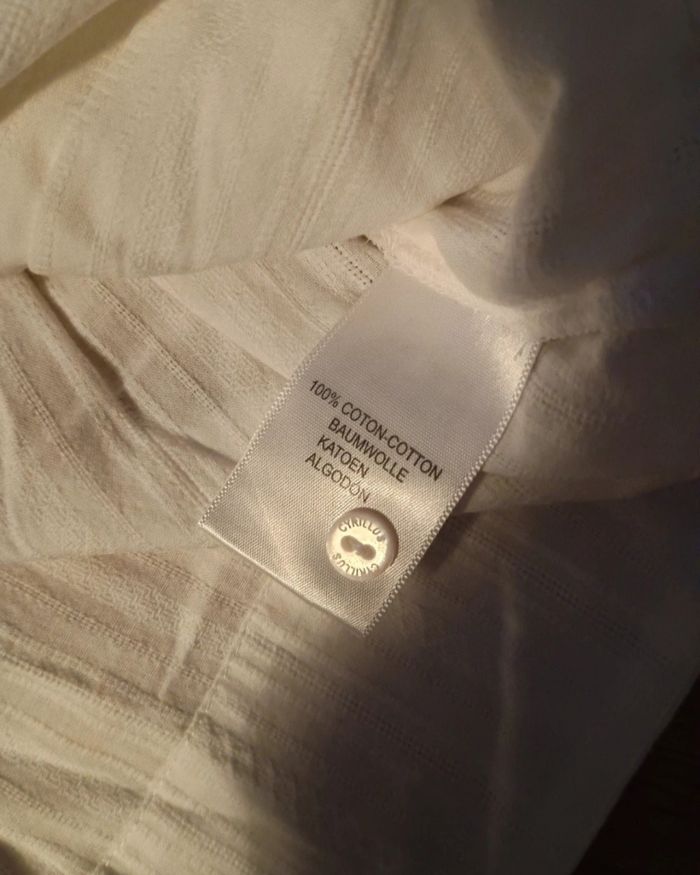 100% COTON-COTTON
BAUMWOLLE
KATOEN
ALGODÓN
CYRILLUS
CYRILLUS